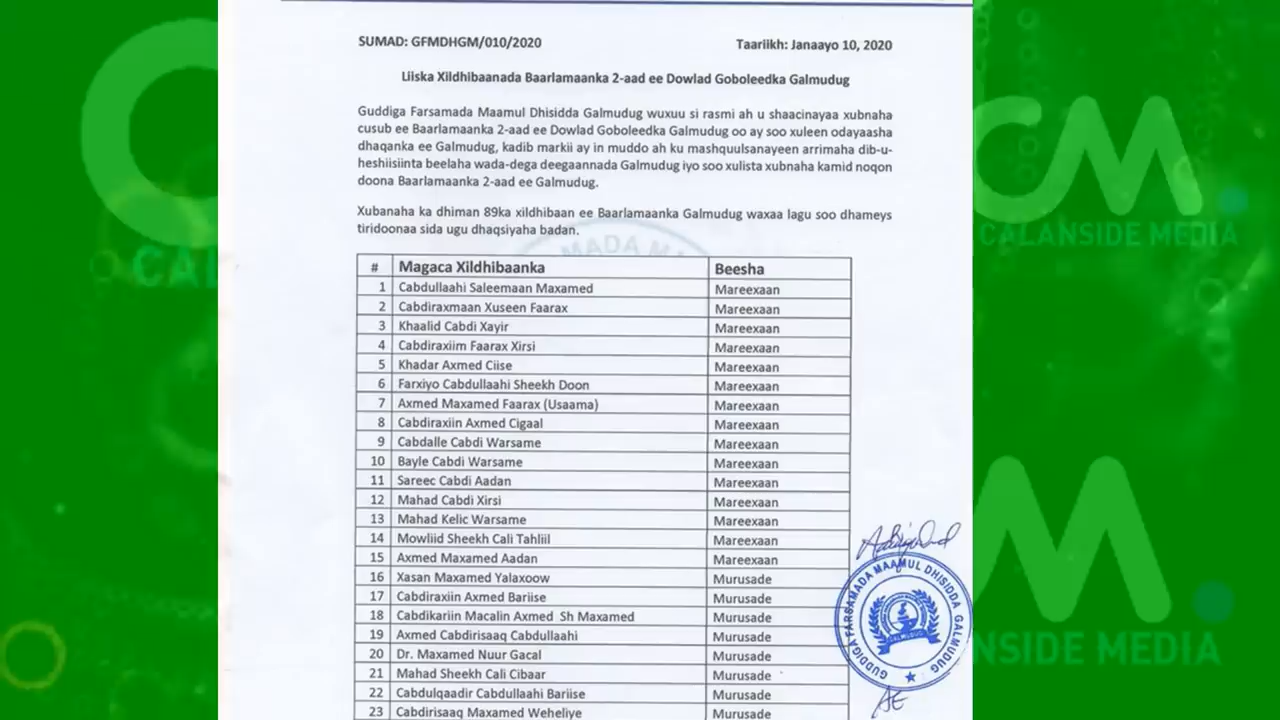 SUMAD: GFMDHGM/010/2020 Taariikh: Janaayo 10, 2020
Liiska Xildhibaanada Baarlamaanka 2-aad ee Dowlad Goboleedka Galmudug
Guddiga Farsamada Maamul Dhisidda Galmudug wuxuu si rasmi ah u shaacinayaa xubnaha
cusub ee Baarlamaanka 2-aad ee Dowlad Goboleedka Galmudug oo ay soo xuleen odayaasha
dhaqanka ee Galmudug, kadib markii ay in muddo ah ku mashquulsanayeen arrimaha dib-u-
heshiisiinta beelaha wada-dega deegaannada Galmudug iyo soo xulista xubnaha kamid noqon
doona Baarlamaanka 2-aad ee Galmudug.
Xubanaha ka dhiman 89ka xildhibaan ee Baarlamaanka Galmudug waxaa lagu soo dhameys
tiridoonaa sida ugu dhaqsiyaha badan.
MADA M
# Magaca Xildhibaanka Beesha
1 Cabdullaahi Saleemaan Maxamed Mareexaan
2 Cabdiraxmaan Xuseen Faarax Mareexaan
3 Khaalid Cabdi Xayir Mareexaan
4 Cabdiraxiim Faarax Xirsi Mareexaan
5 Khadar Axmed Ciise Mareexaan
6 Farxiyo Cabdullaahi Sheekh Doon Mareexaan
7 Axmed Maxamed Faarax (Usaama) Mareexaan
8 Cabdiraxiin Axmed Cigaal Mareexaan
9 Cabdalle Cabdi Warsame Mareexaan
10 Bayle Cabdi Warsame Mareexaan
11 Sareec Cabdi Aadan Mareexaan
12 Mahad Cabdi Xirsi Mareexaan
13 Mahad Kelic Warsame Mareexaan
14 Mowliid Sheekh Cali Tahliil Mareexaan
15 Axmed Maxamed Aadan Mareexaan
16 Xasan Maxamed Yalaxoow Murusade
17 Cabdiraxiin Axmed Bariise Murusade
18 Cabdikariin Macalin Axmed Sh Maxamed Murusade
19 Axmed Cabdirisaaq Cabdullaahi Murusade
20 Dr. Maxamed Nuur Gacal Murusade
21 Mahad Sheekh Cali Cibaar Murusade
22 Cabdulqaadir Cabdullaahi Bariise Murusade
23 Cabdirisaaq Maxamed Weheliye Murusade
GUDDIGA FARSAMADA MAAMUL DHISIDDA GALMUDUG
CM
CALANSIDE MEDIA
M
NSIDE MEDIA
C
CAL